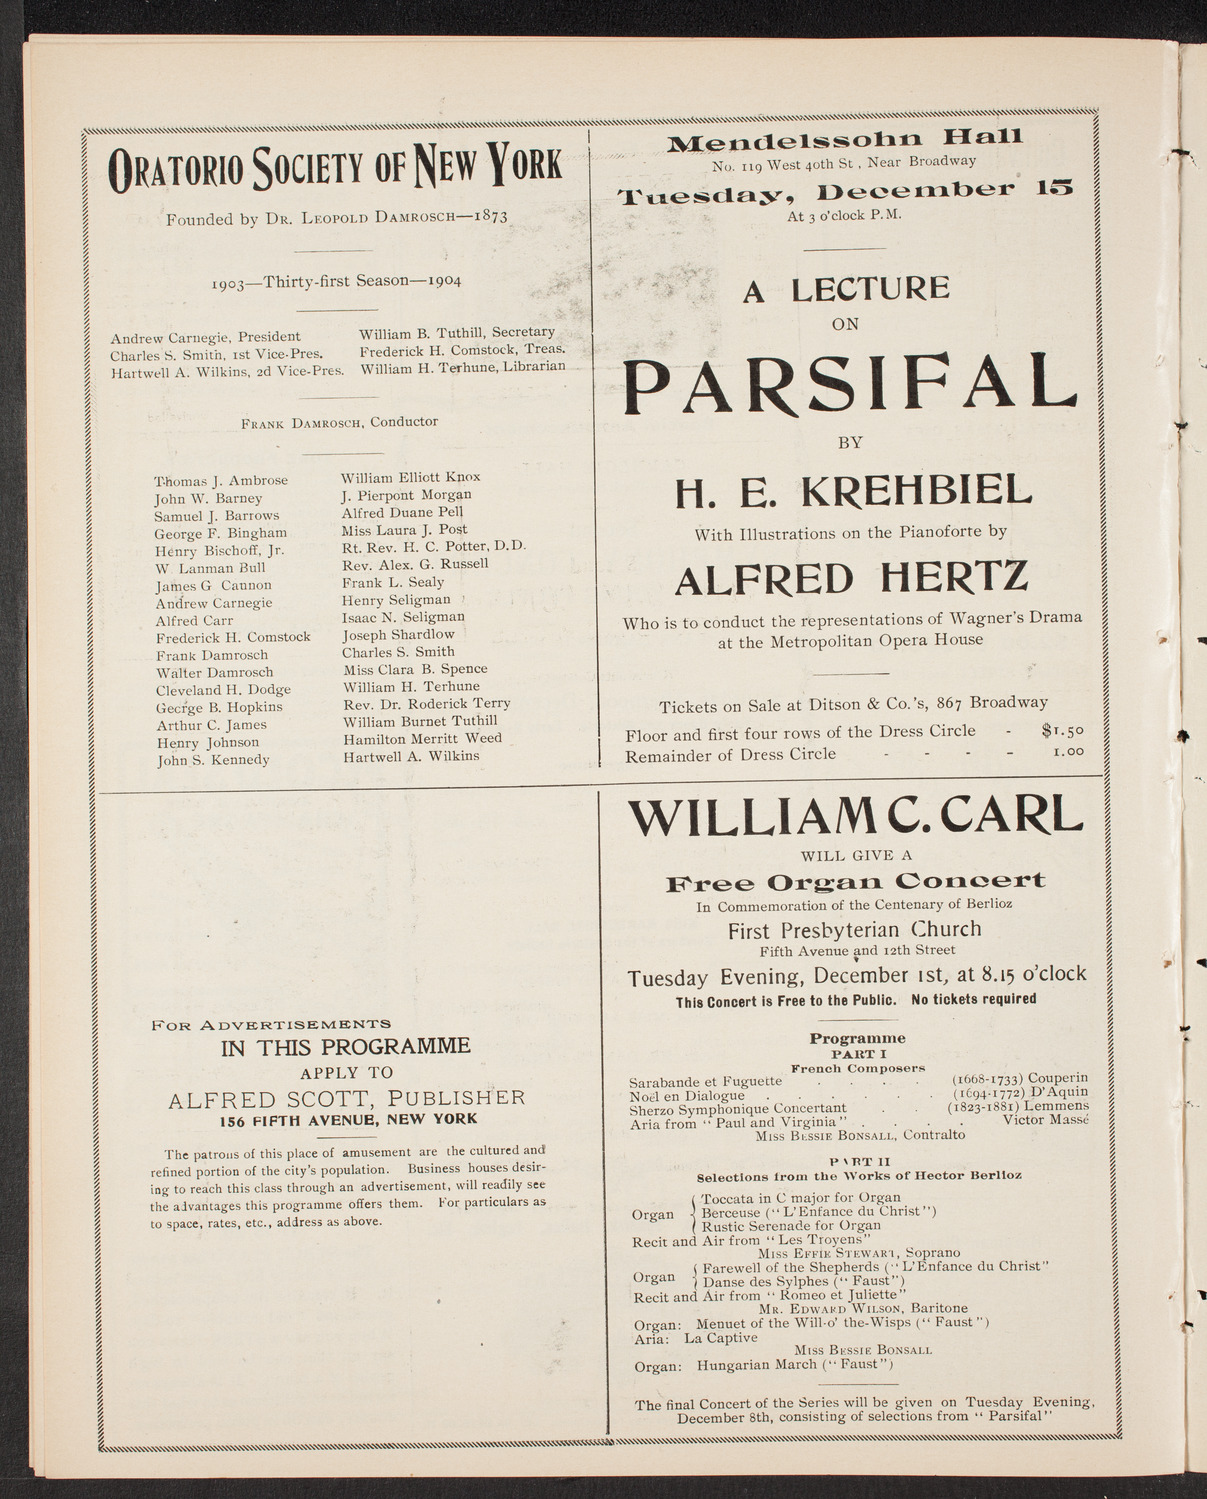 ORATORIO SOCIETY OF NEW YORK
Founded by DR. LEOPOLD DAMROSCH—1873
1903—Thirty-first Season—1904
Andrew Carnegie, President
Charles S. Smith, 1st Vice-Pres.
Hartwell A. Wilkins, 2d Vice-Pres.
William B. Tuthill, Secretary
Frederick H. Comstock, Treas.
William H. Terhune, Librarian
FRANK DAMROSCH, Conductor
Thomas J. Ambrose
John W. Barney
Samuel J. Barrows
George F. Bingham
Henry Bischoff, Jr.
W. Lanman Bull
James G Cannon
Andrew Carnegie
Alfred Carr
Frederick H. Comstock
Frank Damrosch
Walter Damrosch
Cleveland H. Dodge
George B. Hopkins
Arthur C. James
Henry Johnson
John S. Kennedy
William Elliott Knox
J. Pierpont Morgan
Alfred Duane Pell
Miss Laura J. Post
Rt. Rev. H. C. Potter, D.D.
Rev. Alex. G. Russell
Frank L. Sealy
Henry Seligman
Isaac N. Seligman
Joseph Shardlow
Charles S. Smith
Miss Clara B. Spence
William H. Terhune
Rev. Dr. Roderick Terry
William Burnet Tuthill
Hamilton Merritt Weed
Hartwell A. Wilkins
Mendelssohn Hall
No. 119 West 40th St , Near Broadway
Tuesday, December 15
At 3 o'clock P.M.
A LECTURE
ON
PARSIFAL
BY
H. E. KREHBIEL
With Illustrations on the Pianoforte by
ALFRED HERTZ
Who is to conduct the representations of Wagner's Drama
at the Metropolitan Opera House
Tickets on Sale at Ditson & Co.'s, 867 Broadway
Floor and first four rows of the Dress Circle - $1.50
Remainder of Dress Circle - - - - 1.00
FOR ADVERTISEMENTS
IN THIS PROGRAMME
APPLY TO
ALFRED SCOTT, PUBLISHER
156 FIFTH AVENUE, NEW YORK
The patrons of this place of amusement are the cultured and
refined portion of the city's population. Business houses desir-
ing to reach this class through an advertisement, will readily see
the advantages this programme offers them. For particulars as
to space, rates, etc., address as above.
WILLIAM C. CARL
WILL GIVE A
Free Organ Concert
In Commemoration of the Centenary of Berlioz
First Presbyterian Church
Fifth Avenue and 12th Street
Tuesday Evening, December 1st, at 8.15 o'clock
This Concert is Free to the Public. No tickets required
Programme
PART I
French Composers
Sarabande et Fuguette . . . . (1668-1733) Couperin
Noël en Dialogue . . . . . . (1694-1772) D'Aquin
Sherzo Symphonique Concertant . . (1823-1881) Lemmens
Aria from "Paul and Virginia" . . . . Victor Massé
MISS BESSIE BONSALL, Contralto
PART II
Selections from the Works of Hector Berlioz
Organ { Toccata in C major for Organ
Berceuse ("L'Enfance du Christ")
Rustic Serenade for Organ
Recit and Air from "Les Troyens"
MISS EFFIE STEWART, Soprano
Organ { Farewell of the Shepherds ("L'Enfance du Christ"
Danse des Sylphes ("Faust")
Recit and Air from "Romeo et Juliette"
MR. EDWARD WILSON, Baritone
Organ: Menuet of the Will-o' the-Wisps ("Faust")
Aria: La Captive
MISS BESSIE BONSALL
Organ: Hungarian March ("Faust")
The final Concert of the Series will be given on Tuesday Evening,
December 8th, consisting of selections from "Parsifal"